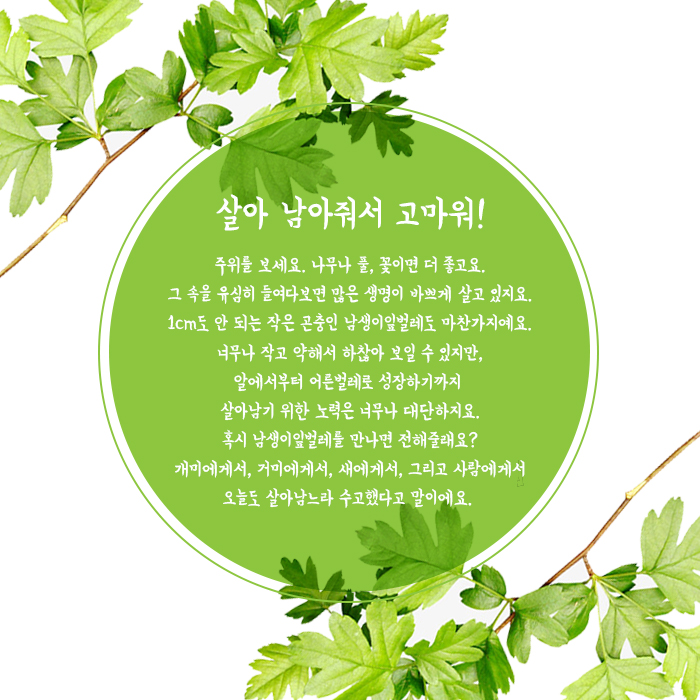 살아 남아줘서 고마워!
주위를 보세요. 나무나 풀, 꽃이면 더 좋고요.
그 속을 유심히 들여다보면 많은 생명이 바쁘게 살고 있지요.
1cm도 안 되는 작은 곤충인 남생이잎벌레도 마찬가지예요.
너무나 작고 약해서 하찮아 보일 수 있지만,
알에서부터 어른벌레로 성장하기까지
살아남기 위한 노력은 너무나 대단하지요.
혹시 남생이잎벌레를 만나면 전해줄래요?
개미에게서, 거미에게서, 새에게서, 그리고 사람에게서
오늘도 살아남느라 수고했다고 말이에요.